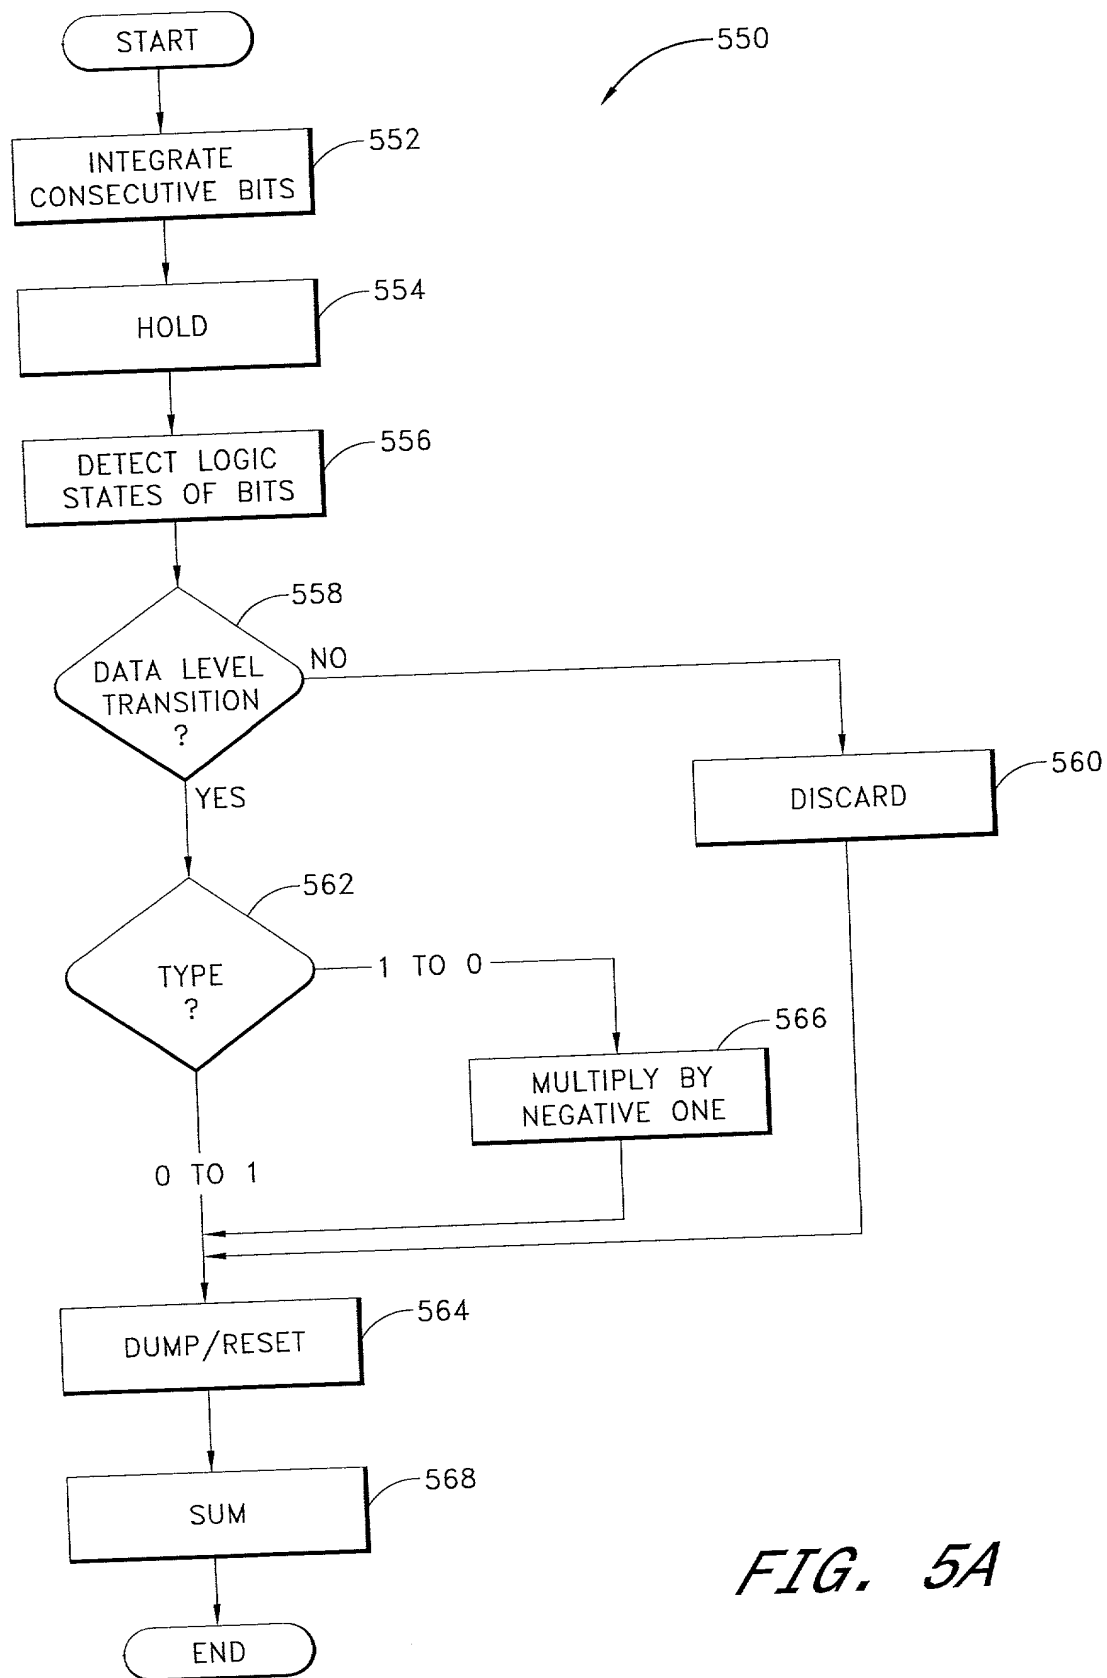 START
550
552
INTEGRATE
CONSECUTIVE BITS
554
HOLD
556
DETECT LOGIC
STATES OF BITS
558
DATA LEVEL
TRANSITION
?
NO
YES
560
DISCARD
562
TYPE
?
1 TO 0
566
MULTIPLY BY
NEGATIVE ONE
0 TO 1
564
DUMP/RESET
568
SUM
END
FIG. 5A